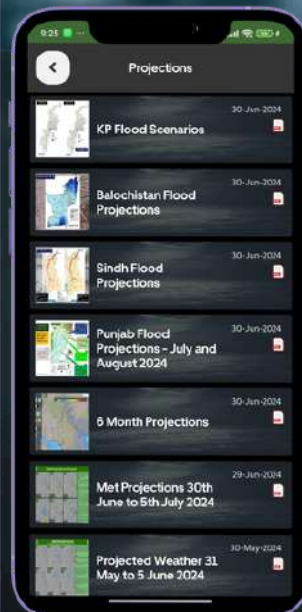 9:25
Projections
30-Jun-2024
KP Flood Scenarios
30-Jun-2024
Balochistan Flood
Projections
30-Jun-2024
Sindh Flood
Projections
30-Jun-2024
Punjab Flood
Projections - July and
August 2024
30-Jun-2024
6 Month Projections
29-Jun-2024
Met Projections 30th
June to 5th July 2024
30-May-2024
Projected Weather 31
May to 5 June 2024